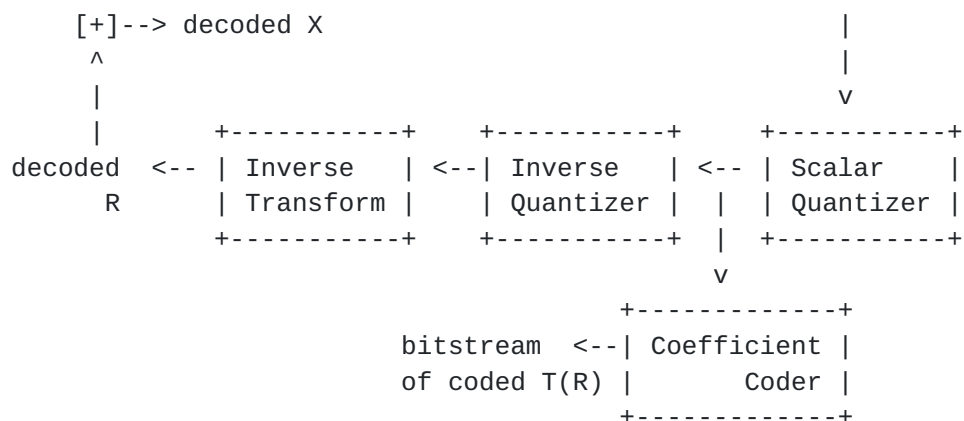 [+]--> decoded X                             |
     ^                                            |
     |                                            v
     |       +-----------+    +-----------+     +-----------+
decoded  <-- | Inverse   | <--| Inverse   | <-- | Scalar    |
      R      | Transform |    | Quantizer |  |  | Quantizer |
             +-----------+    +-----------+  |  +-----------+
                                             v
                                       +-------------+
                         bitstream  <--| Coefficient |
                         of coded T(R) |       Coder |
                                       +-------------+